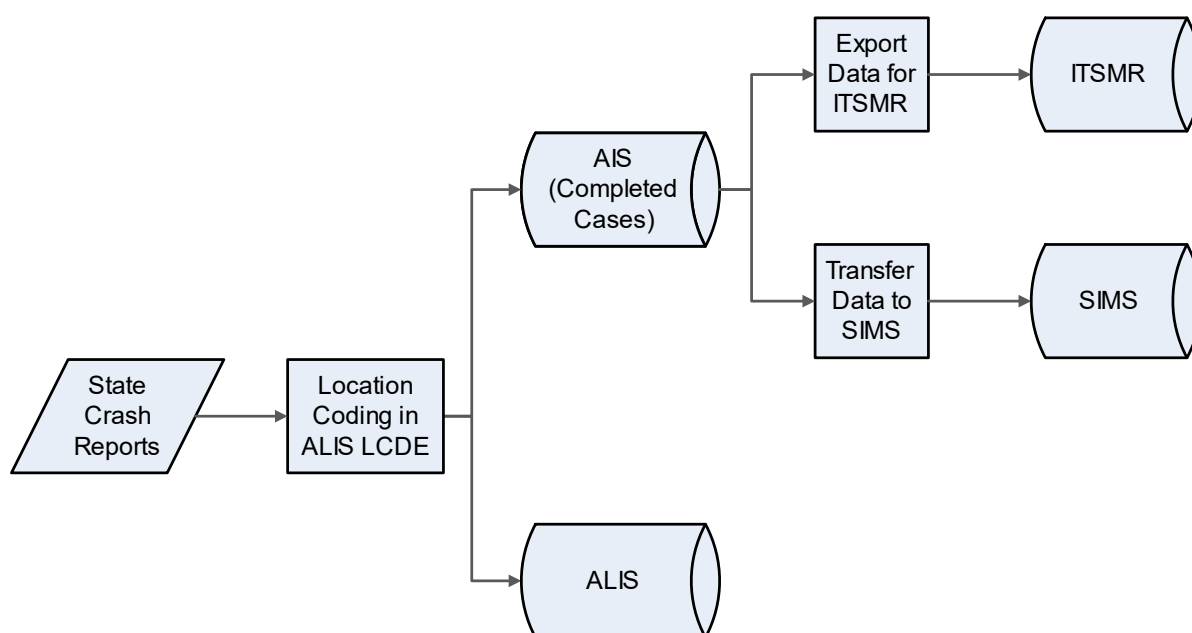 Export
Data for
ITSMR
ITSMR
AIS
(Completed
Cases)
Transfer
Data to
SIMS
SIMS
State
Crash
Reports
Location
Coding in
ALIS LCDE
ALIS